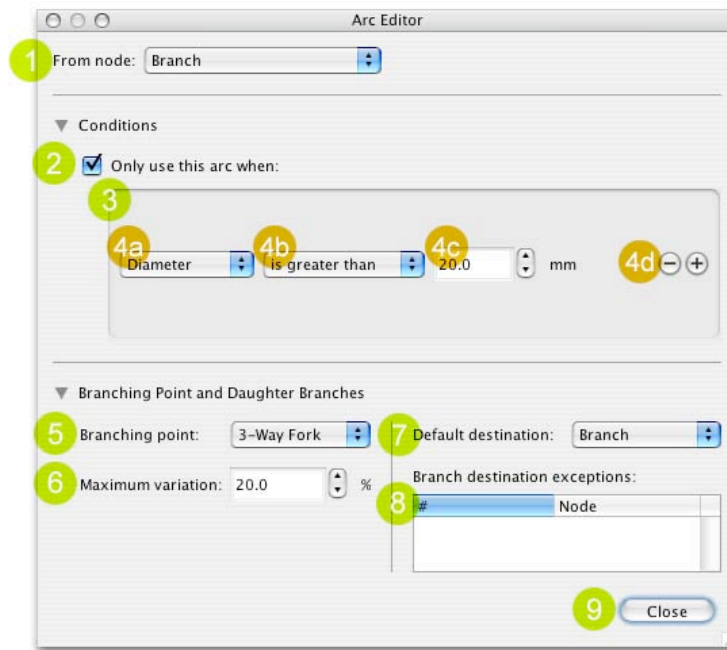 Arc Editor
1 From node: Branch
Conditions
2 Only use this arc when:
3
4a 4b 4c 4d
Diameter is greater than 20.0 mm
Branching Point and Daughter Branches
5 Branching point: 3-Way Fork
6 Maximum variation: 20.0 %
7 Default destination: Branch
Branch destination exceptions:
8 # Node
9 Close